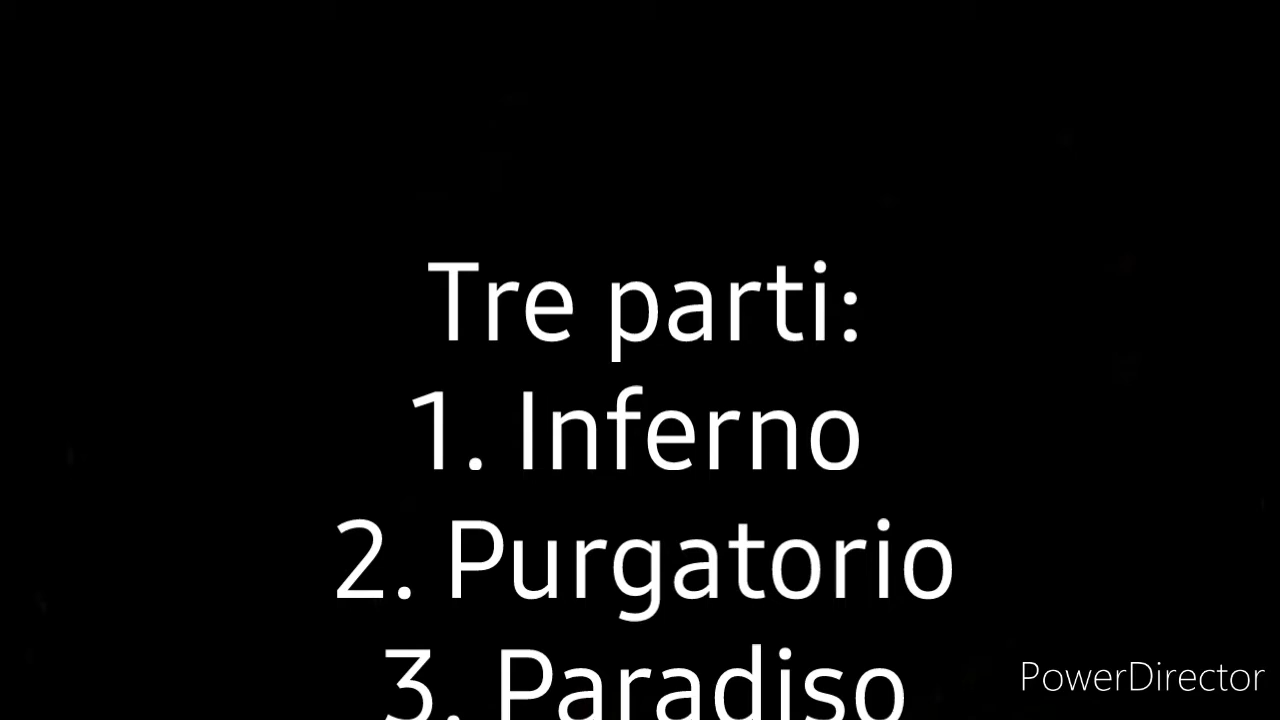 Tre parti:
1. Inferno
2. Purgatorio
3. Paradiso
PowerDirector